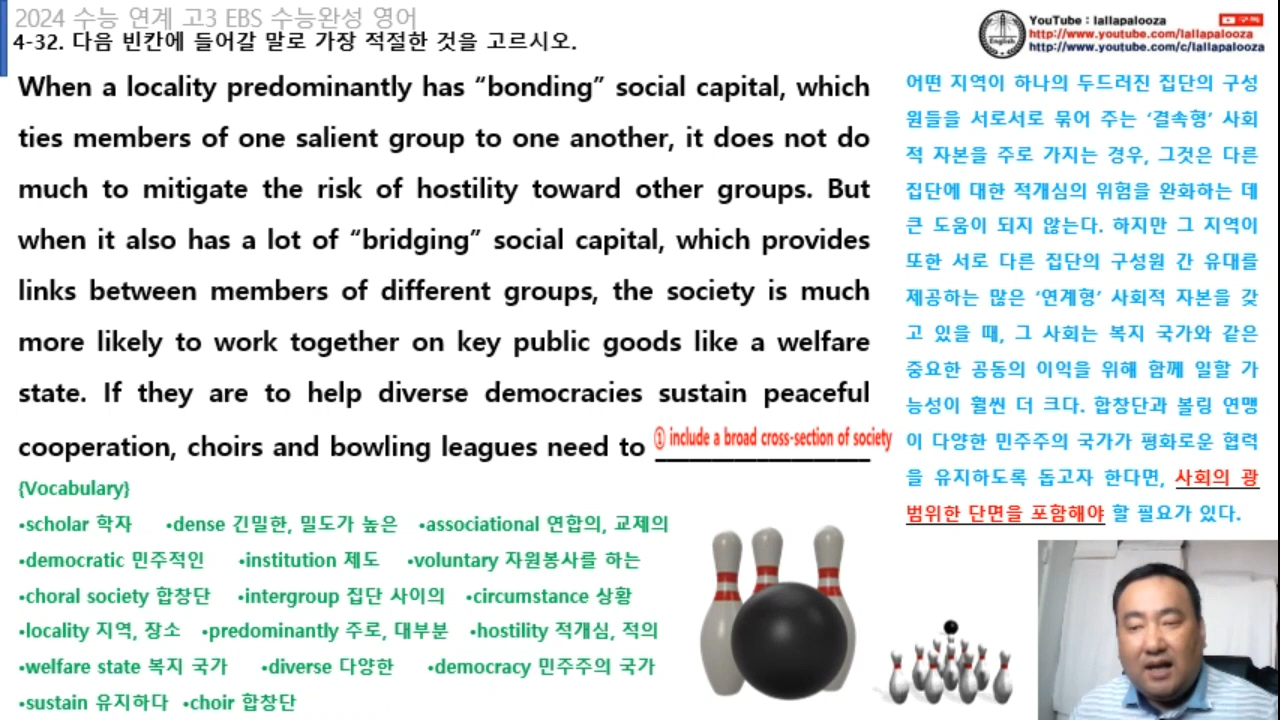 2024 수능 연계 고3 EBS 수능완성 영어
4-32. 다음 빈칸에 들어갈 말로 가장 적절한 것을 고르시오.
YouTube : lallapalooza
구독
http://www.youtube.com/lallapalooza
http://www.youtube.com/c/lallapalooza
English
When a locality predominantly has “bonding” social capital, which
ties members of one salient group to one another, it does not do
much to mitigate the risk of hostility toward other groups. But
when it also has a lot of “bridging” social capital, which provides
links between members of different groups, the society is much
more likely to work together on key public goods like a welfare
state. If they are to help diverse democracies sustain peaceful
cooperation, choirs and bowling leagues need to ① include a broad cross-section of society
어떤 지역이 하나의 두드러진 집단의 구성
원들을 서로서로 묶어 주는 ‘결속형’ 사회
적 자본을 주로 가지는 경우, 그것은 다른
집단에 대한 적개심의 위험을 완화하는 데
큰 도움이 되지 않는다. 하지만 그 지역이
또한 서로 다른 집단의 구성원 간 유대를
제공하는 많은 ‘연계형’ 사회적 자본을 갖
고 있을 때, 그 사회는 복지 국가와 같은
중요한 공동의 이익을 위해 함께 일할 가
능성이 훨씬 더 크다. 합창단과 볼링 연맹
이 다양한 민주주의 국가가 평화로운 협력
을 유지하도록 돕고자 한다면, 사회의 광
범위한 단면을 포함해야 할 필요가 있다.
{Vocabulary}
•scholar 학자 •dense 긴밀한, 밀도가 높은 •associational 연합의, 교제의
•democratic 민주적인 •institution 제도 •voluntary 자원봉사를 하는
•choral society 합창단 •intergroup 집단 사이의 •circumstance 상황
•locality 지역, 장소 •predominantly 주로, 대부분 •hostility 적개심, 적의
•welfare state 복지 국가 •diverse 다양한 •democracy 민주주의 국가
•sustain 유지하다 •choir 합창단